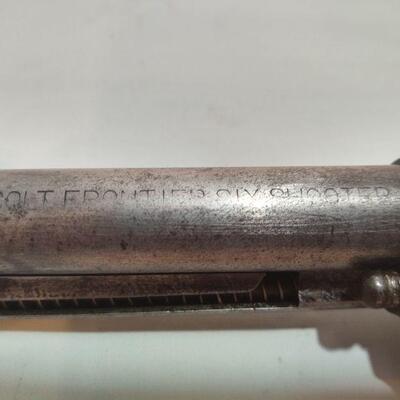 COLT FRONTIER SIX SHOOTER